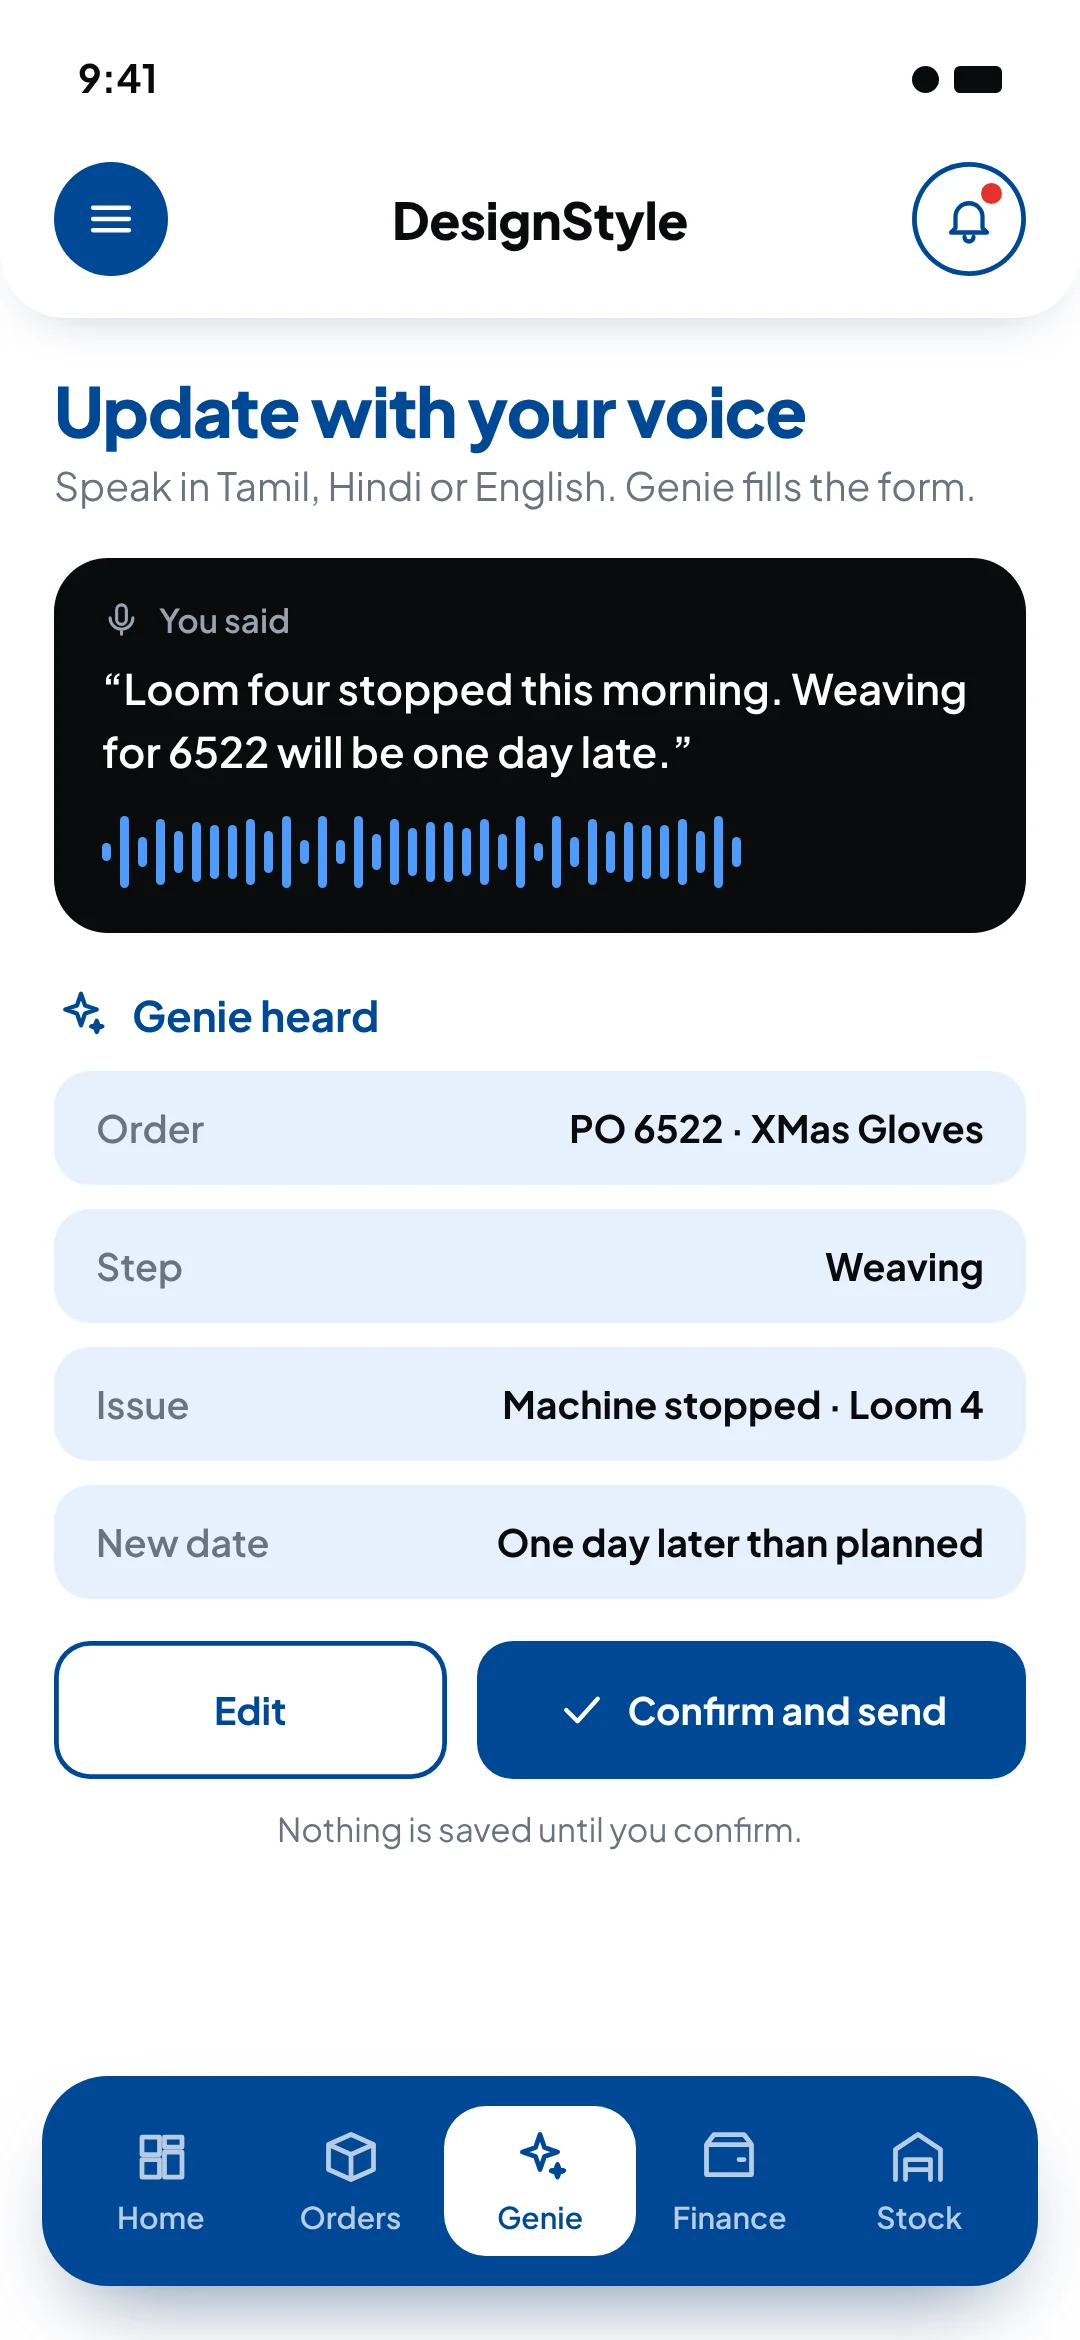 9:41
DesignStyle
Update with your voice
Speak in Tamil, Hindi or English. Genie fills the form.
You said
“Loom four stopped this morning. Weaving
for 6522 will be one day late.”
Genie heard
Order PO 6522 · XMas Gloves
Step Weaving
Issue Machine stopped · Loom 4
New date One day later than planned
Edit Confirm and send
Nothing is saved until you confirm.
Home Orders Genie Finance Stock